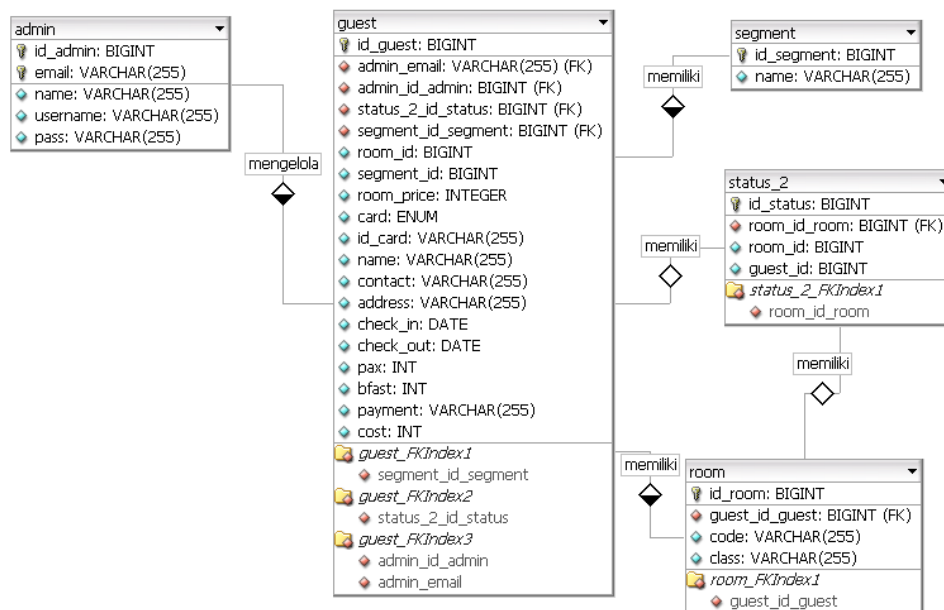 admin
id_admin: BIGINT
email: VARCHAR(255)
name: VARCHAR(255)
username: VARCHAR(255)
pass: VARCHAR(255)
mengelola
guest
id_guest: BIGINT
admin_email: VARCHAR(255) (FK)
admin_id_admin: BIGINT (FK)
status_2_id_status: BIGINT (FK)
segment_id_segment: BIGINT (FK)
room_id: BIGINT
segment_id: BIGINT
room_price: INTEGER
card: ENUM
id_card: VARCHAR(255)
name: VARCHAR(255)
contact: VARCHAR(255)
address: VARCHAR(255)
check_in: DATE
check_out: DATE
pax: INT
bfast: INT
payment: VARCHAR(255)
cost: INT
guest_FKIndex1
segment_id_segment
guest_FKIndex2
status_2_id_status
guest_FKIndex3
admin_id_admin
admin_email
memiliki
segment
id_segment: BIGINT
name: VARCHAR(255)
memiliki
status_2
id_status: BIGINT
room_id_room: BIGINT (FK)
room_id: BIGINT
guest_id: BIGINT
status_2_FKIndex1
room_id_room
memiliki
memiliki
room
id_room: BIGINT
guest_id_guest: BIGINT (FK)
code: VARCHAR(255)
class: VARCHAR(255)
room_FKIndex1
guest_id_guest